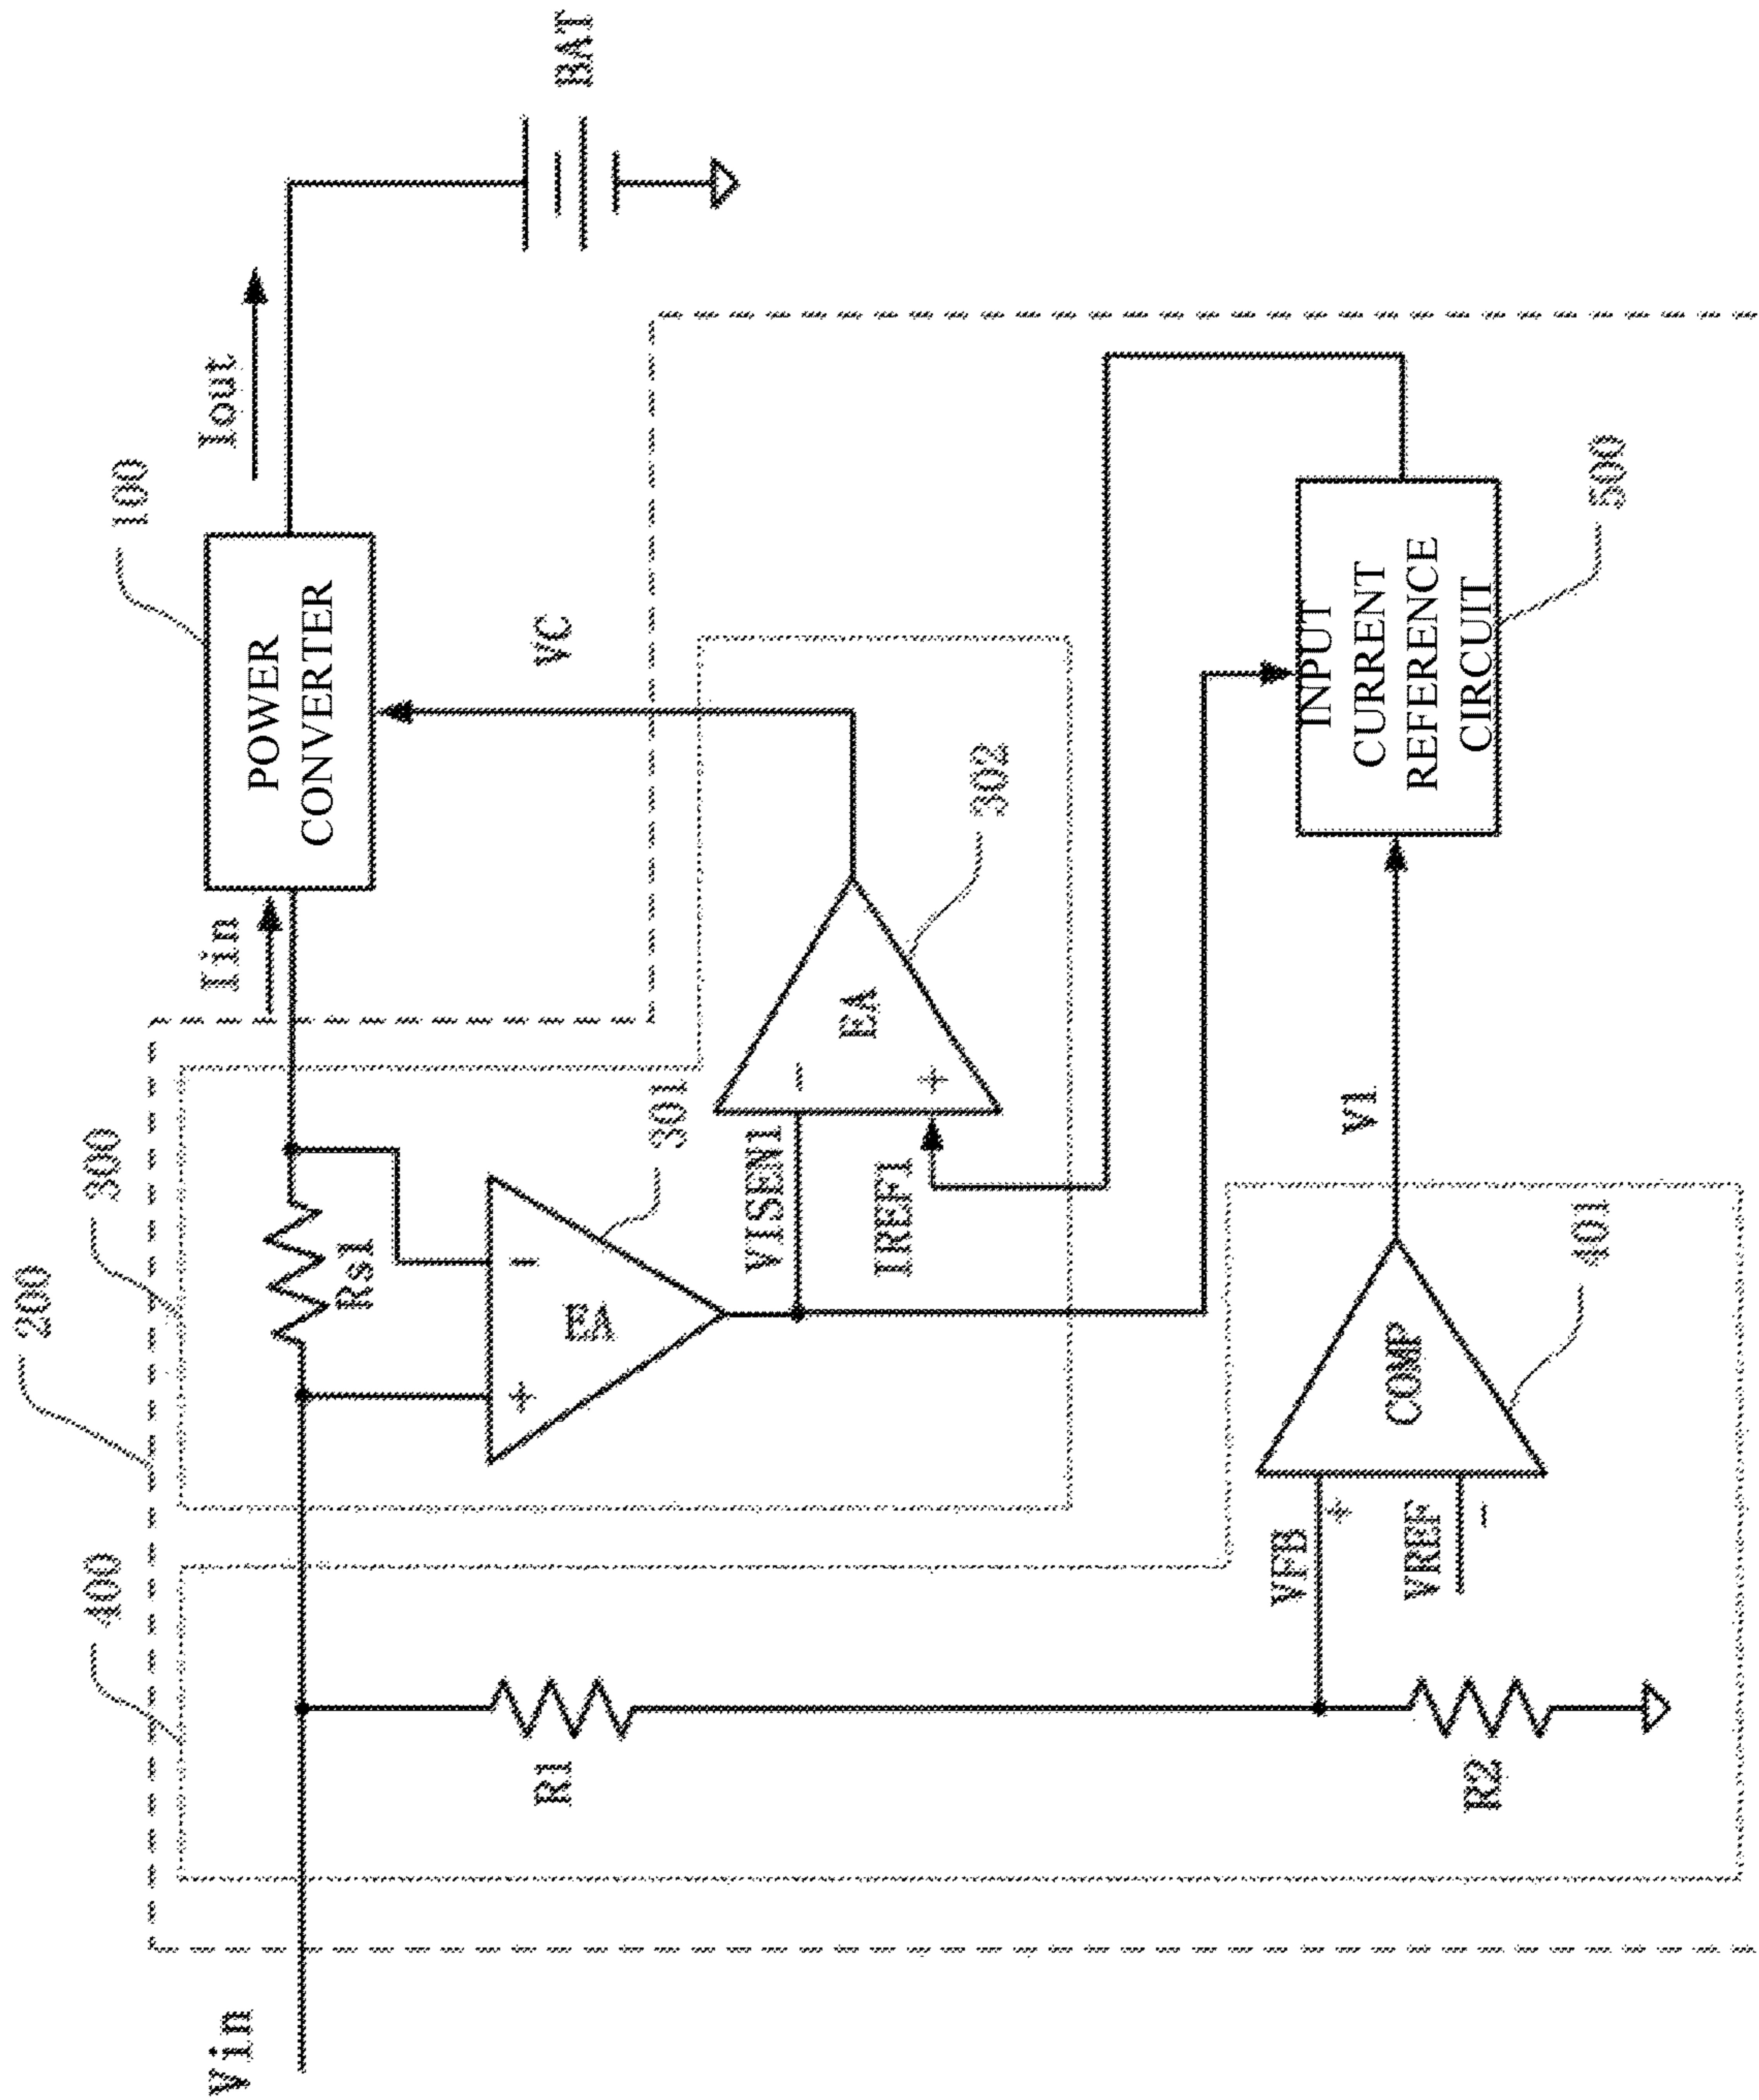 Vin
200
300
400
Rs1
Iin
100
POWER
CONVERTER
Iout
BAT
EA
+
-
301
VISEN1
IREF1
EA
-
+
302
VC
R1
R2
VFB
+
VREF
-
COMP
401
V1
INPUT
CURRENT
REFERENCE
CIRCUIT
500